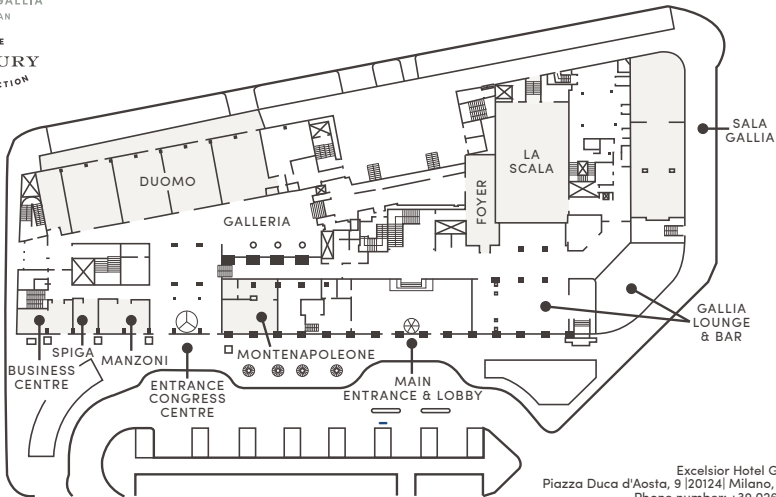 DUOMO
GALLERIA
FOYER
LA
SCALA
SALA
GALLIA
GALLIA
LOUNGE
& BAR
BUSINESS
CENTRE
SPIGA
MANZONI
ENTRANCE
CONGRESS
CENTRE
MONTENAPOLEONE
MAIN
ENTRANCE & LOBBY
Excelsior Hotel G
Piazza Duca d'Aosta, 9 |20124| Milano,